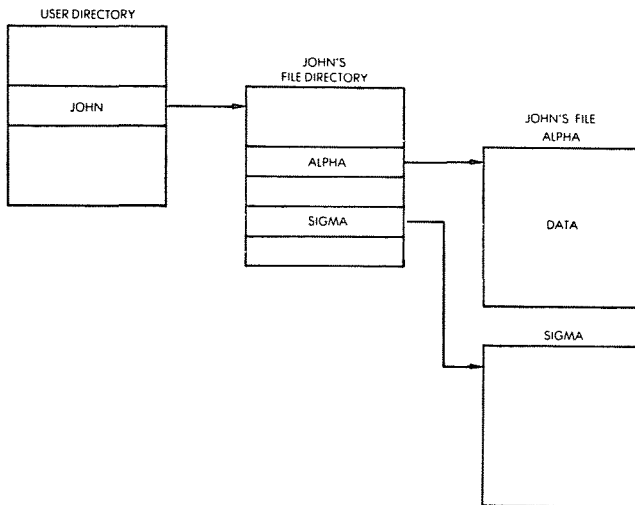 USER DIRECTORY
JOHN
JOHN'S
FILE DIRECTORY
ALPHA
SIGMA
JOHN'S FILE
ALPHA
DATA
SIGMA